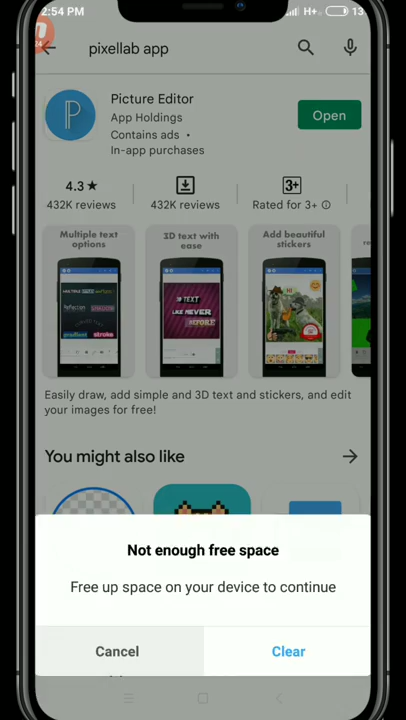 2:54 PM
H+
13
pixellab app
Picture Editor
App Holdings
Contains ads •
In-app purchases
Open
4.3★
432K reviews
432K reviews
3+
Rated for 3+
Multiple text
options
3D text with
ease
Add beautiful
stickers
Easily draw, add simple and 3D text and stickers, and edit
your images for free!
You might also like
Not enough free space
Free up space on your device to continue
Cancel
Clear